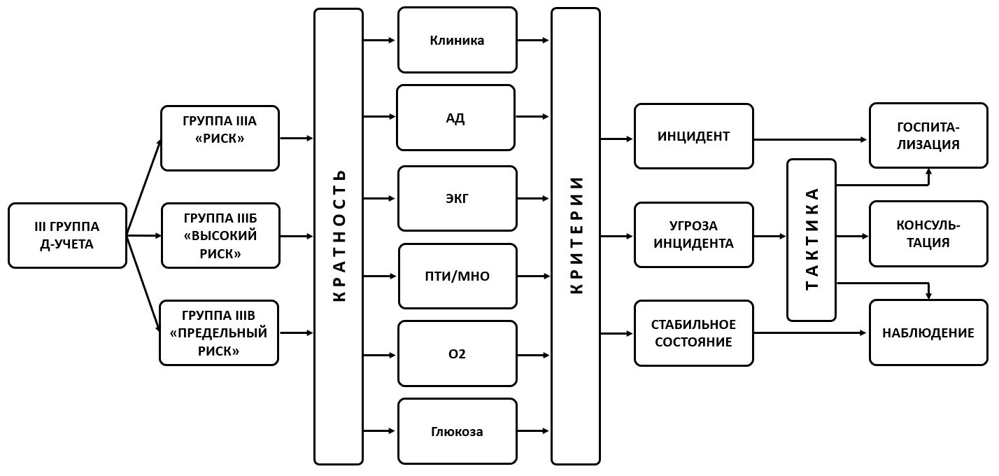 III ГРУППА
Д-УЧЕТА
ГРУППА IIIА
«РИСК»
ГРУППА IIIБ
«ВЫСОКИЙ
РИСК»
ГРУППА IIIВ
«ПРЕДЕЛЬНЫЙ
РИСК»
КРАТНОСТЬ
Клиника
АД
ЭКГ
ПТИ/МНО
О2
Глюкоза
КРИТЕРИИ
ИНЦИДЕНТ
УГРОЗА
ИНЦИДЕНТА
СТАБИЛЬНОЕ
СОСТОЯНИЕ
ТАКТИКА
ГОСПИТА-
ЛИЗАЦИЯ
КОНСУЛЬ-
ТАЦИЯ
НАБЛЮДЕНИЕ